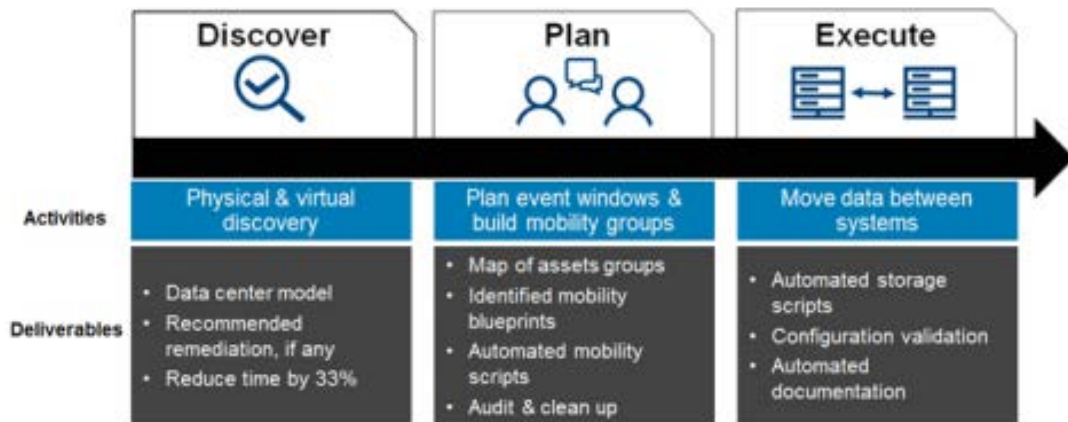 Discover
Plan
Execute
Activities
Physical & virtual
discovery
Plan event windows &
build mobility groups
Move data between
systems
Deliverables
• Data center model
• Recommended
remediation, if any
• Reduce time by 33%
• Map of assets groups
• Identified mobility
blueprints
• Automated mobility
scripts
• Audit & clean up
• Automated storage
scripts
• Configuration validation
• Automated
documentation